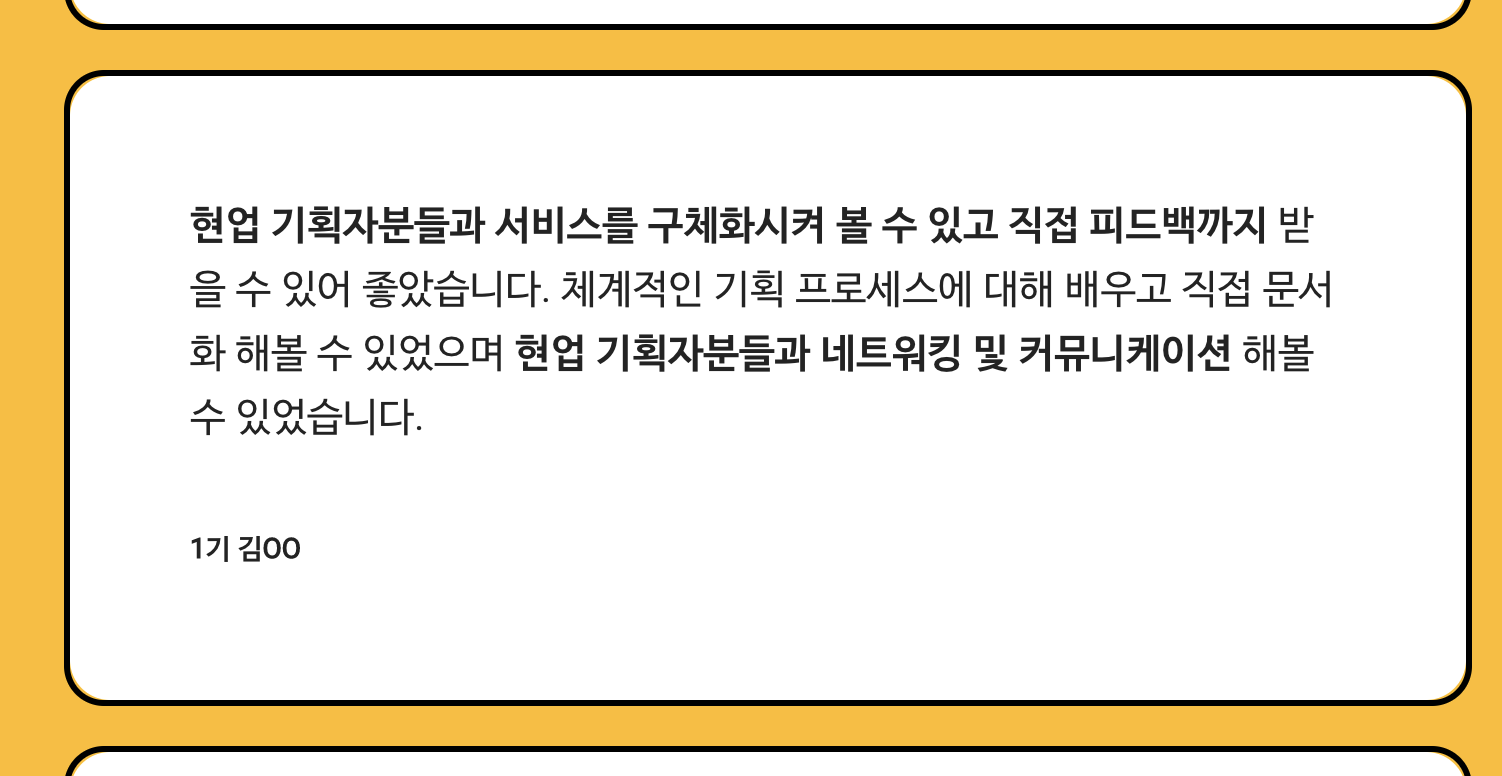 현업 기획자분들과 서비스를 구체화시켜 볼 수 있고 직접 피드백까지 받
을 수 있어 좋았습니다. 체계적인 기획 프로세스에 대해 배우고 직접 문서
화 해볼 수 있었으며 현업 기획자분들과 네트워킹 및 커뮤니케이션 해볼
수 있었습니다.
1기 김OO